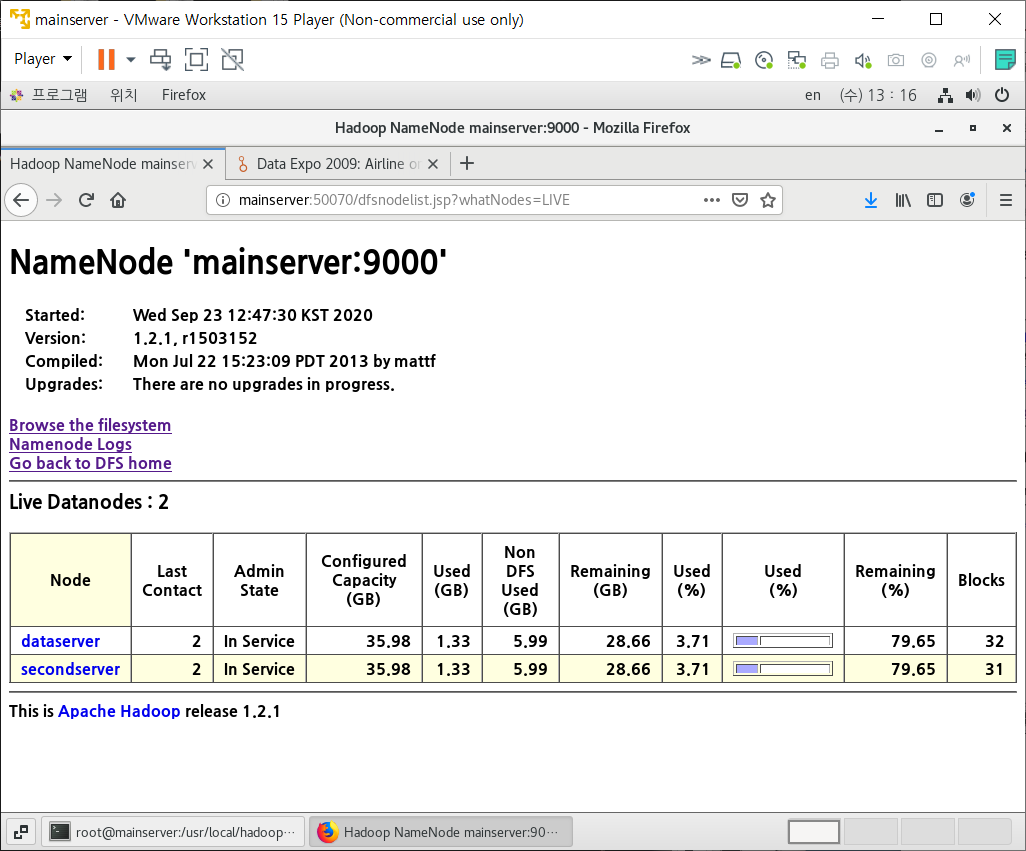 mainserver - VMware Workstation 15 Player (Non-commercial use only)
Player
프로그램 위치 Firefox en (수) 13 : 16
Hadoop NameNode mainserver:9000 - Mozilla Firefox
Hadoop NameNode mainserv Data Expo 2009: Airline o
mainserver:50070/dfsnodelist.jsp?whatNodes=LIVE
NameNode 'mainserver:9000'
Started: Wed Sep 23 12:47:30 KST 2020
Version: 1.2.1, r1503152
Compiled: Mon Jul 22 15:23:09 PDT 2013 by mattf
Upgrades: There are no upgrades in progress.
Browse the filesystem
Namenode Logs
Go back to DFS home
Live Datanodes : 2
Node Last Contact Admin State Configured Capacity (GB) Used (GB) Non DFS Used (GB) Remaining (GB) Used (%) Used (%) Remaining (%) Blocks
dataserver 2 In Service 35.98 1.33 5.99 28.66 3.71 79.65 32
secondserver 2 In Service 35.98 1.33 5.99 28.66 3.71 79.65 31
This is Apache Hadoop release 1.2.1
root@mainserver:/usr/local/hadoop··· Hadoop NameNode mainserver:90···